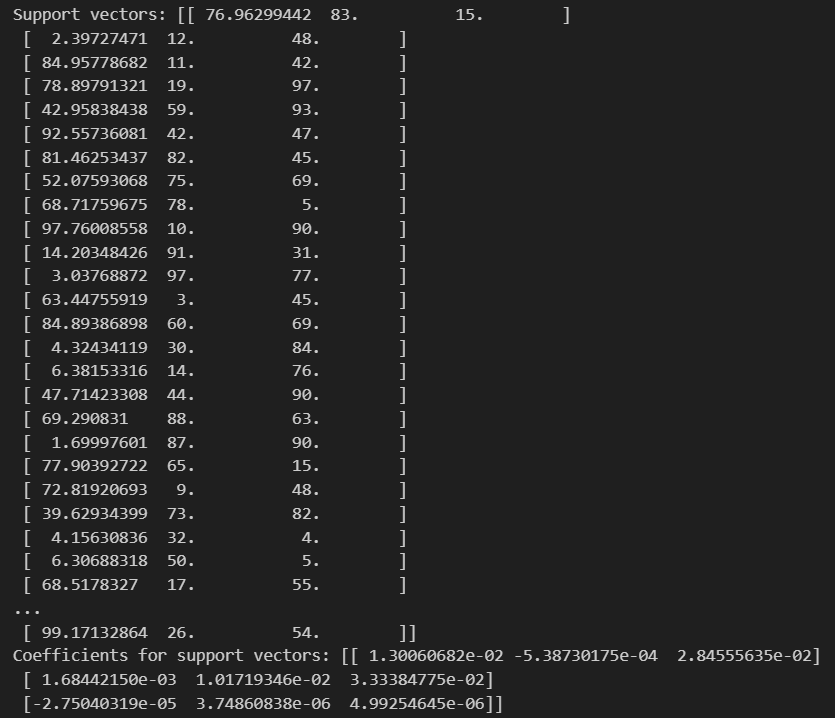 Support vectors: [[ 76.96299442  83.          15.        ]
 [  2.39727471  12.          48.        ]
 [ 84.95778682  11.          42.        ]
 [ 78.89791321  19.          97.        ]
 [ 42.95838438  59.          93.        ]
 [ 92.55736081  42.          47.        ]
 [ 81.46253437  82.          45.        ]
 [ 52.07593068  75.          69.        ]
 [ 68.71759675  78.           5.        ]
 [ 97.76008558  10.          90.        ]
 [ 14.20348426  91.          31.        ]
 [  3.03768872  97.          77.        ]
 [ 63.44755919   3.          45.        ]
 [ 84.89386898  60.          69.        ]
 [  4.32434119  30.          84.        ]
 [  6.38153316  14.          76.        ]
 [ 47.71423308  44.          90.        ]
 [ 69.290831    88.          63.        ]
 [  1.69997601  87.          90.        ]
 [ 77.90392722  65.          15.        ]
 [ 72.81920693   9.          48.        ]
 [ 39.62934399  73.          82.        ]
 [  4.15630836  32.           4.        ]
 [  6.30688318  50.           5.        ]
 [ 68.5178327   17.          55.        ]
...
 [ 99.17132864  26.          54.        ]]
Coefficients for support vectors: [[ 1.30060682e-02 -5.38730175e-04  2.84555635e-02]
 [ 1.68442150e-03  1.01719346e-02  3.33384775e-02]
 [-2.75040319e-05  3.74860838e-06  4.99254645e-06]]